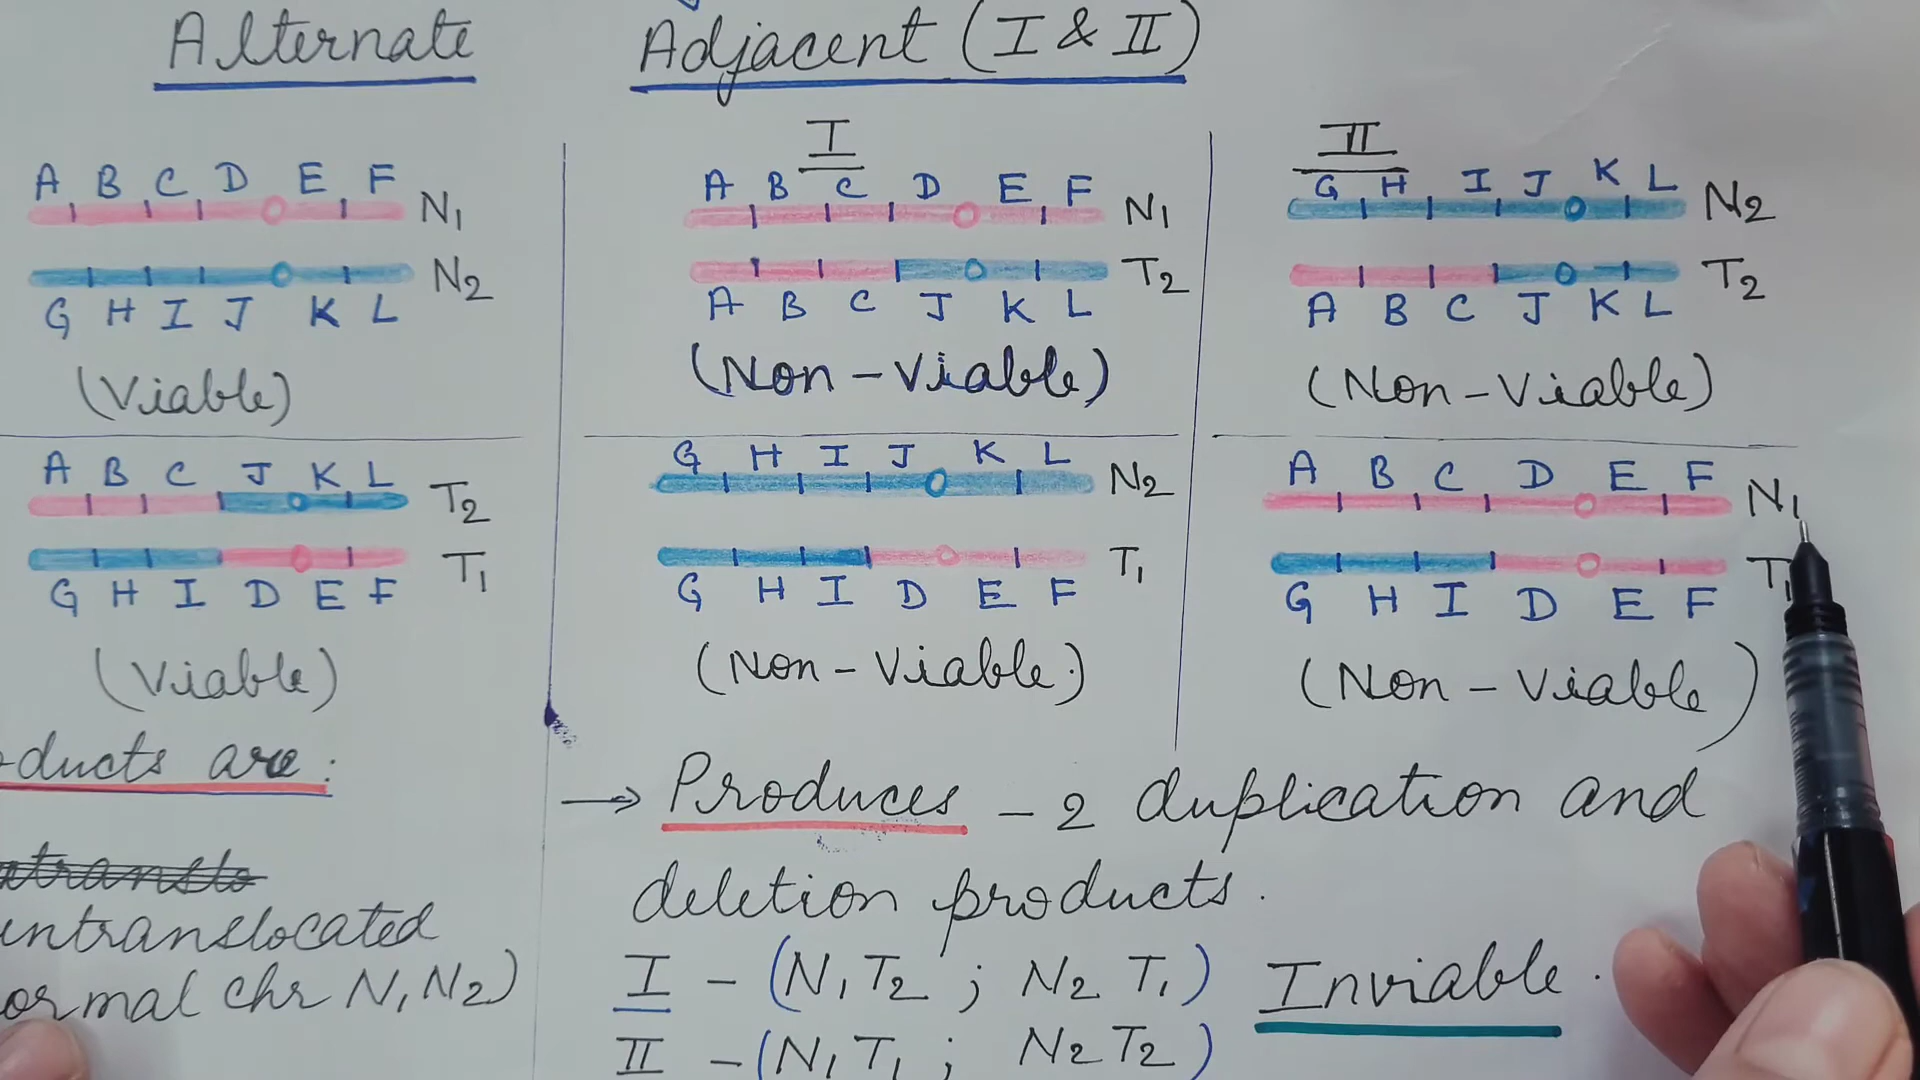 Alternate
A B C D E F
N1
N2
G H I J K L
(Viable)
A B C J K L
T2
T1
G H I D E F
(Viable)
ducts are:
untranslocated
ormal chr N1 N2)
Adjacent (I & II)
I
A B C D E F
N1
T2
A B C J K L
(Non-Viable)
G H I J K L
N2
T1
G H I D E F
(Non-Viable)
II
G H I J K L
N2
T2
A B C J K L
(Non-Viable)
A B C D E F
N1
T1
G H I D E F
(Non-Viable)
→ Produces - 2 duplication and
deletion products.
I - (N1 T2 ; N2 T1) Inviable.
II - (N1 T1 ; N2 T2)